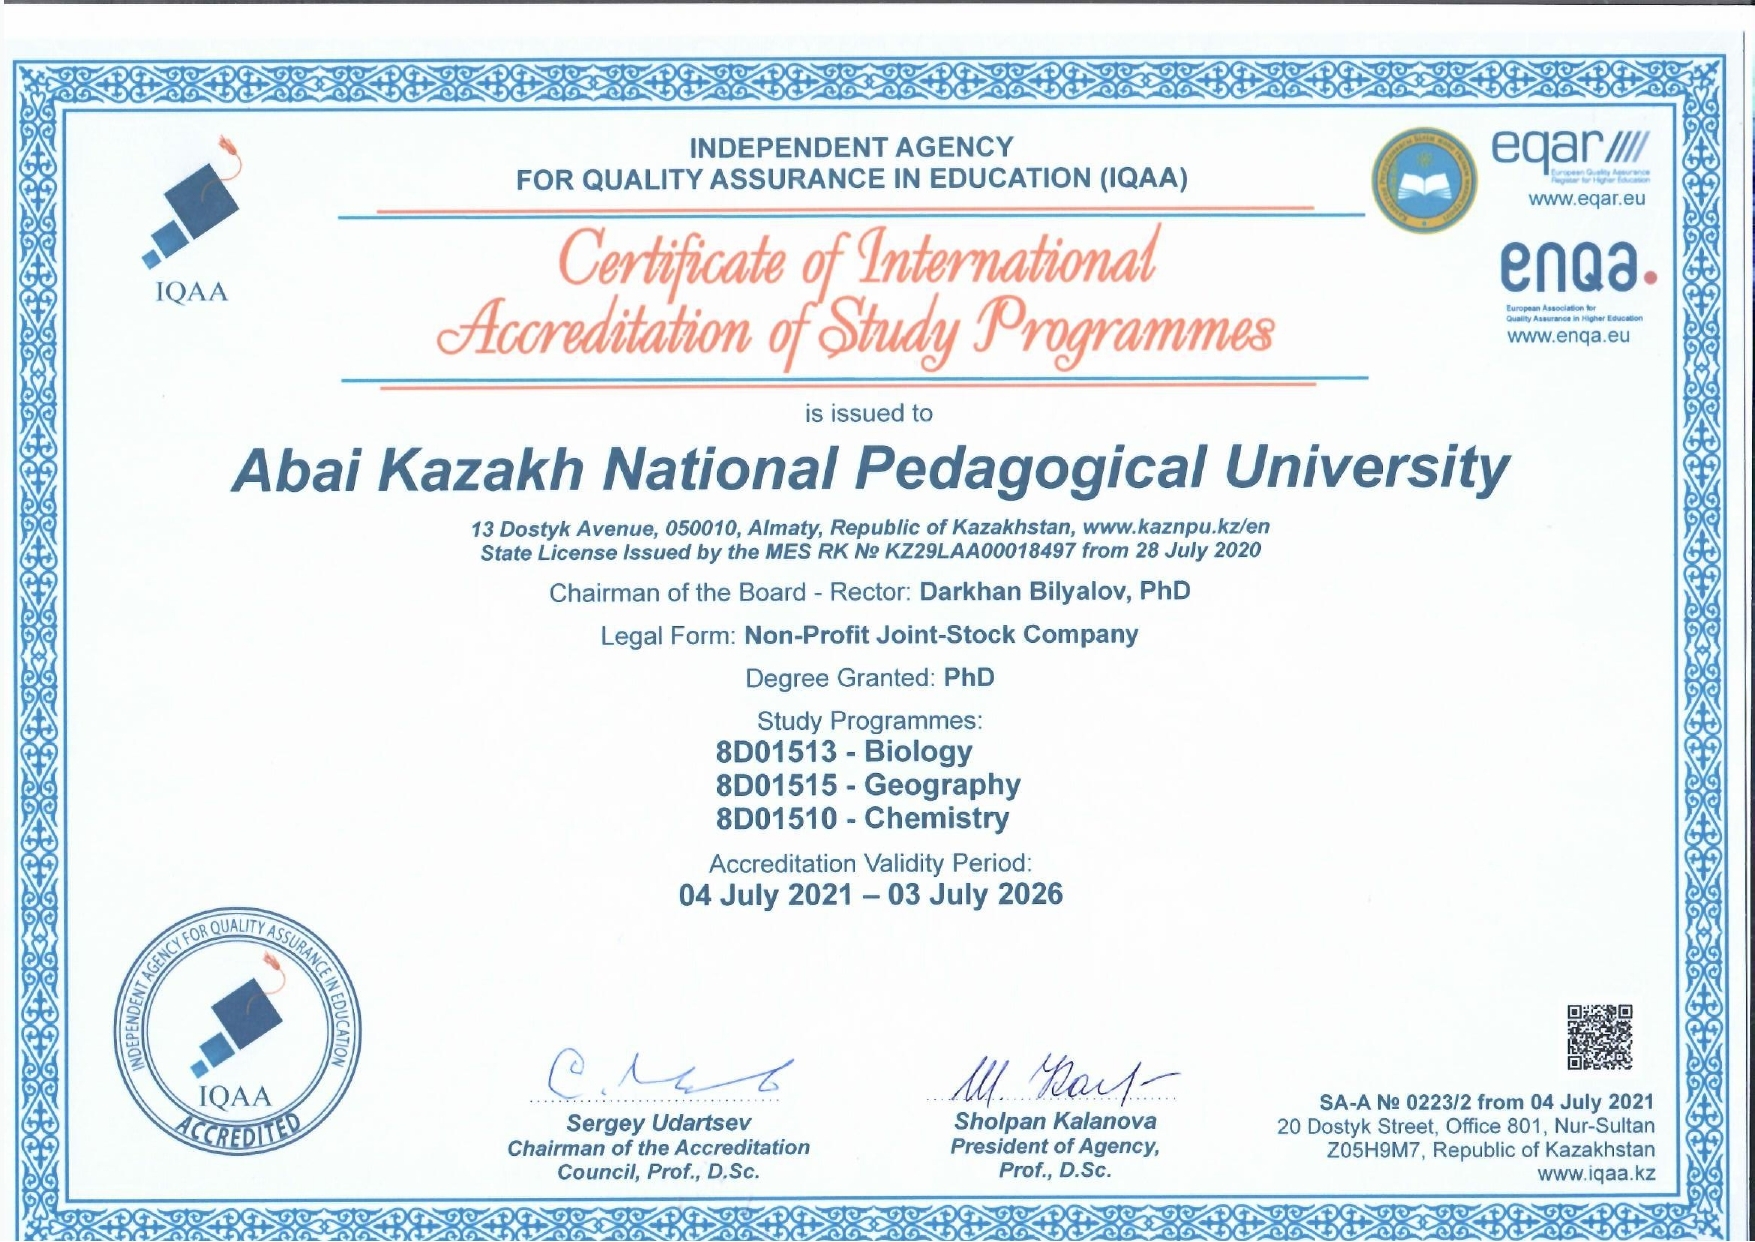 INDEPENDENT AGENCY
FOR QUALITY ASSURANCE IN EDUCATION (IQAA)
IQAA
eqar////
European Quality Assurance
Register for Higher Education
www.eqar.eu
enqa.
European Association for
Quality Assurance in Higher Education
www.enqa.eu
Certificate of International
Accreditation of Study Programmes
is issued to
Abai Kazakh National Pedagogical University
13 Dostyk Avenue, 050010, Almaty, Republic of Kazakhstan, www.kaznpu.kz/en
State License Issued by the MES RK № KZ29LAA00018497 from 28 July 2020
Chairman of the Board - Rector: Darkhan Bilyalov, PhD
Legal Form: Non-Profit Joint-Stock Company
Degree Granted: PhD
Study Programmes:
8D01513 - Biology
8D01515 - Geography
8D01510 - Chemistry
Accreditation Validity Period:
04 July 2021 – 03 July 2026
INDEPENDENT AGENCY FOR QUALITY ASSURANCE IN EDUCATION
IQAA
ACCREDITED
Sergey Udartsev
Chairman of the Accreditation
Council, Prof., D.Sc.
Sholpan Kalanova
President of Agency,
Prof., D.Sc.
SA-A № 0223/2 from 04 July 2021
20 Dostyk Street, Office 801, Nur-Sultan
Z05H9M7, Republic of Kazakhstan
www.iqaa.kz